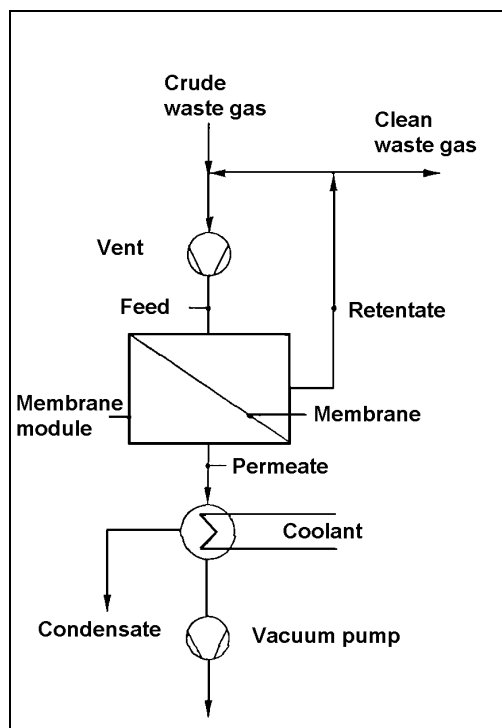 Crude
waste gas
Clean
waste gas
Vent
Feed
Retentate
Membrane
module
Membrane
Permeate
Coolant
Condensate
Vacuum pump